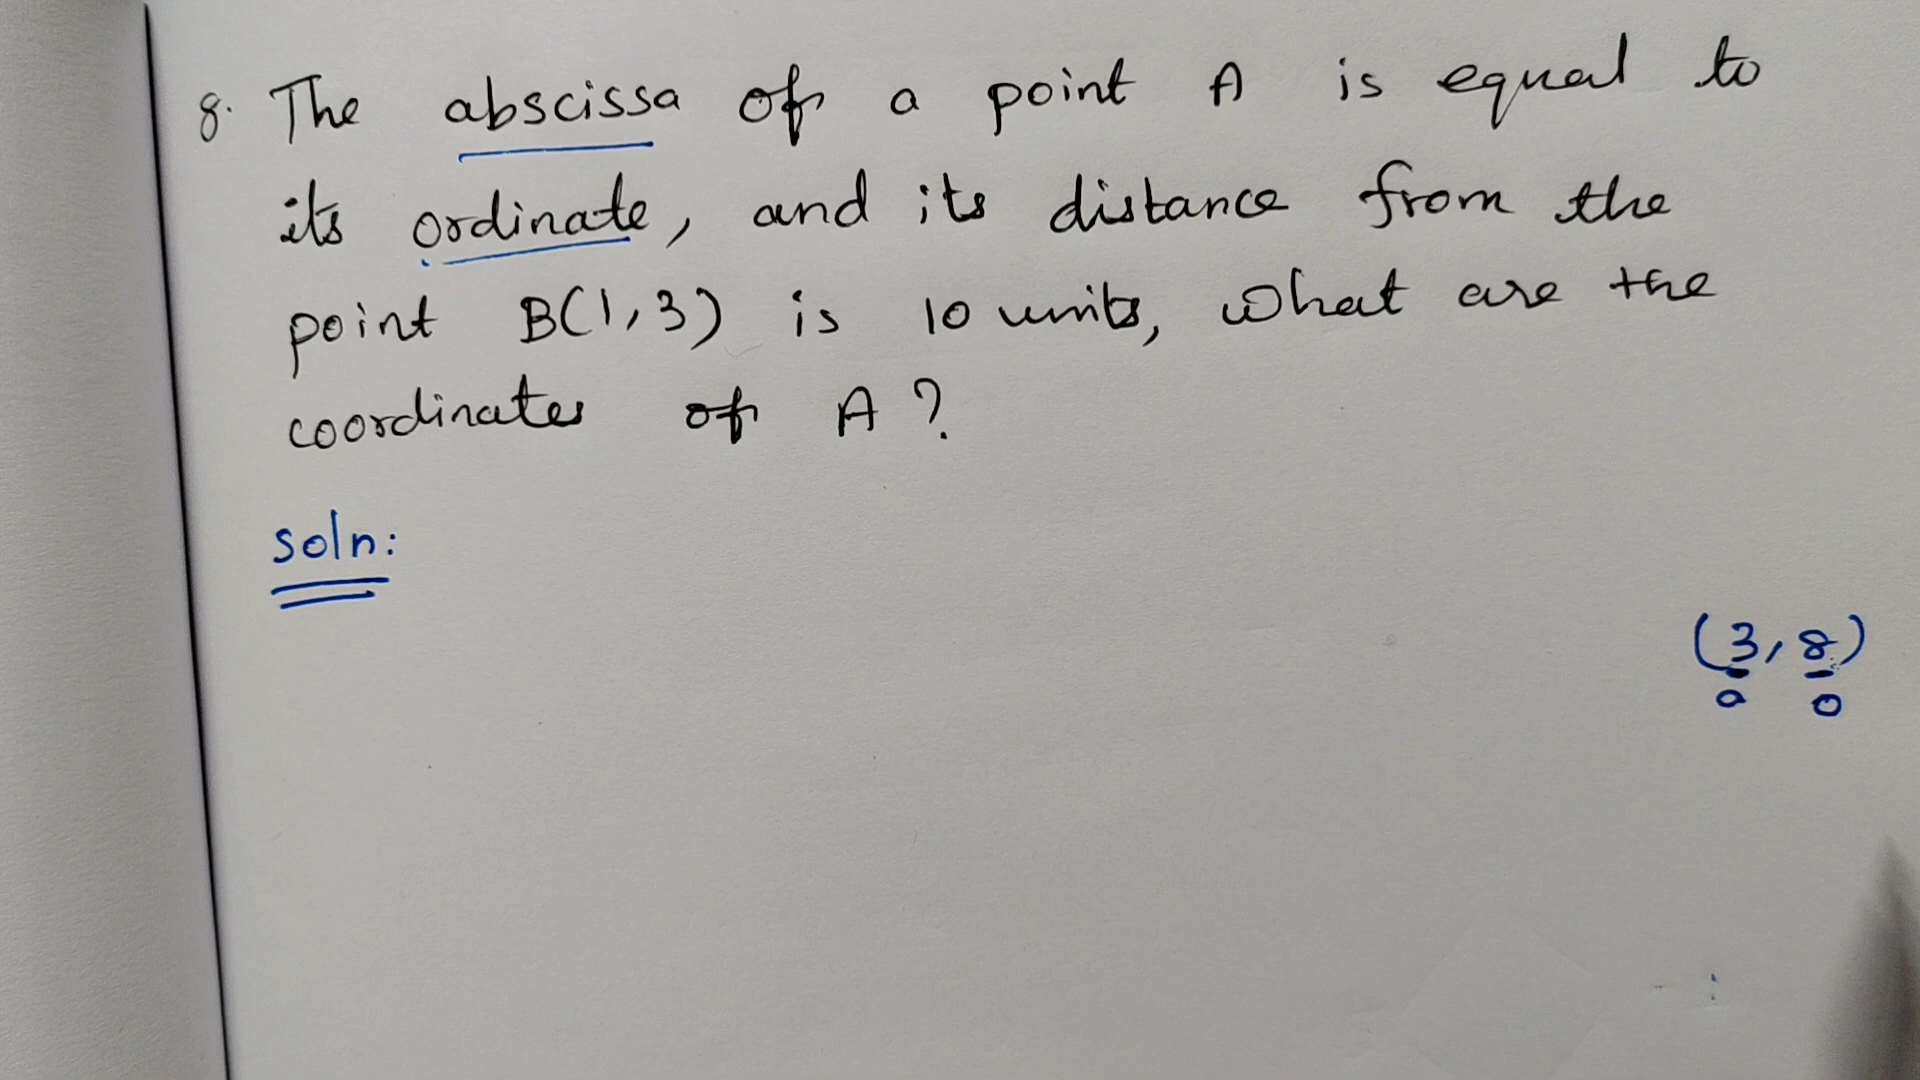 8. The abscissa of a point A is equal to
its ordinate, and its distance from the
point B(1,3) is 10 units, what are the
coordinates of A?
soln:
(3,8)
a o